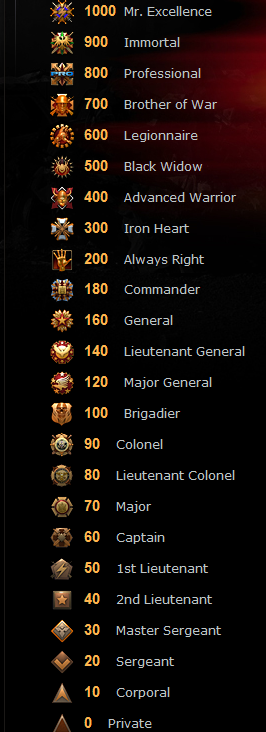 1000 Mr. Excellence
900 Immortal
PRC
800 Professional
700 Brother of War
600 Legionnaire
500 Black Widow
400 Advanced Warrior
300 Iron Heart
200 Always Right
180 Commander
160 General
140 Lieutenant General
120 Major General
100 Brigadier
90 Colonel
80 Lieutenant Colonel
70 Major
60 Captain
50 1st Lieutenant
40 2nd Lieutenant
30 Master Sergeant
20 Sergeant
10 Corporal
0 Private